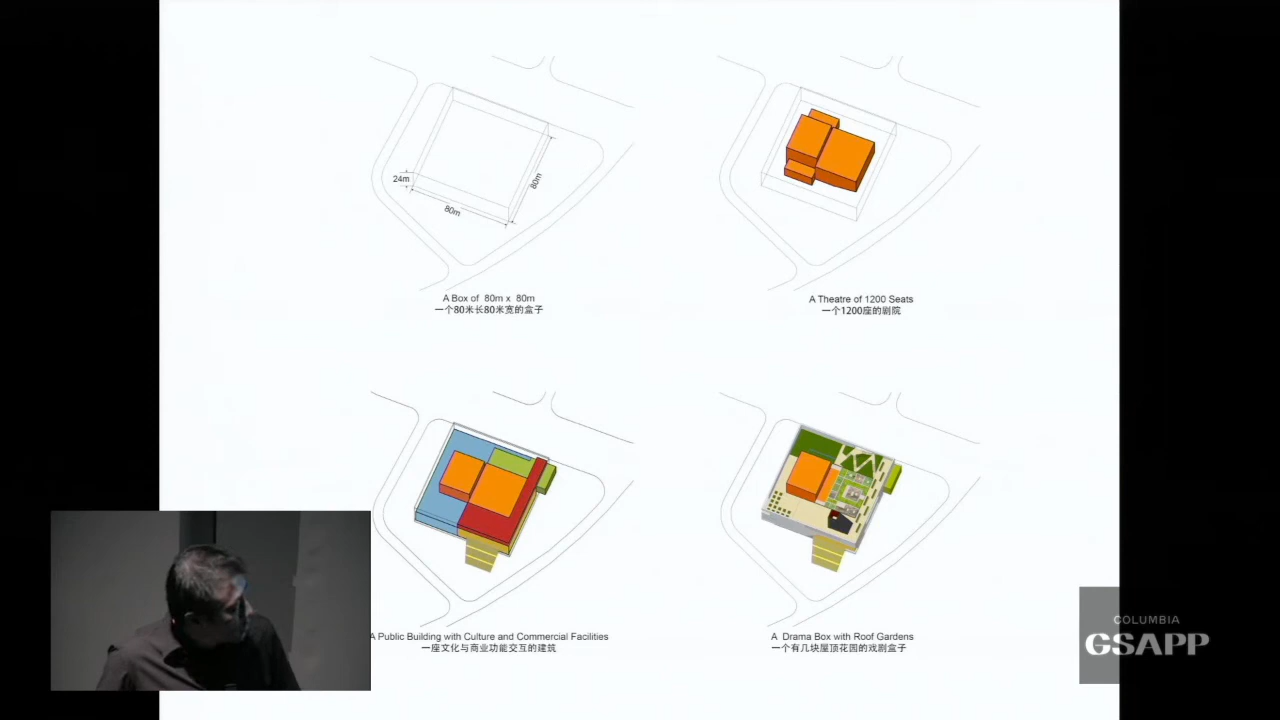 24m
80m
80m
A Box of 80m x 80m
一个80米长80米宽的盒子
A Theatre of 1200 Seats
一个1200座的剧院
A Public Building with Culture and Commercial Facilities
一座文化与商业功能交互的建筑
A Drama Box with Roof Gardens
一个有几块屋顶花园的戏剧盒子
COLUMBIA
GSAPP